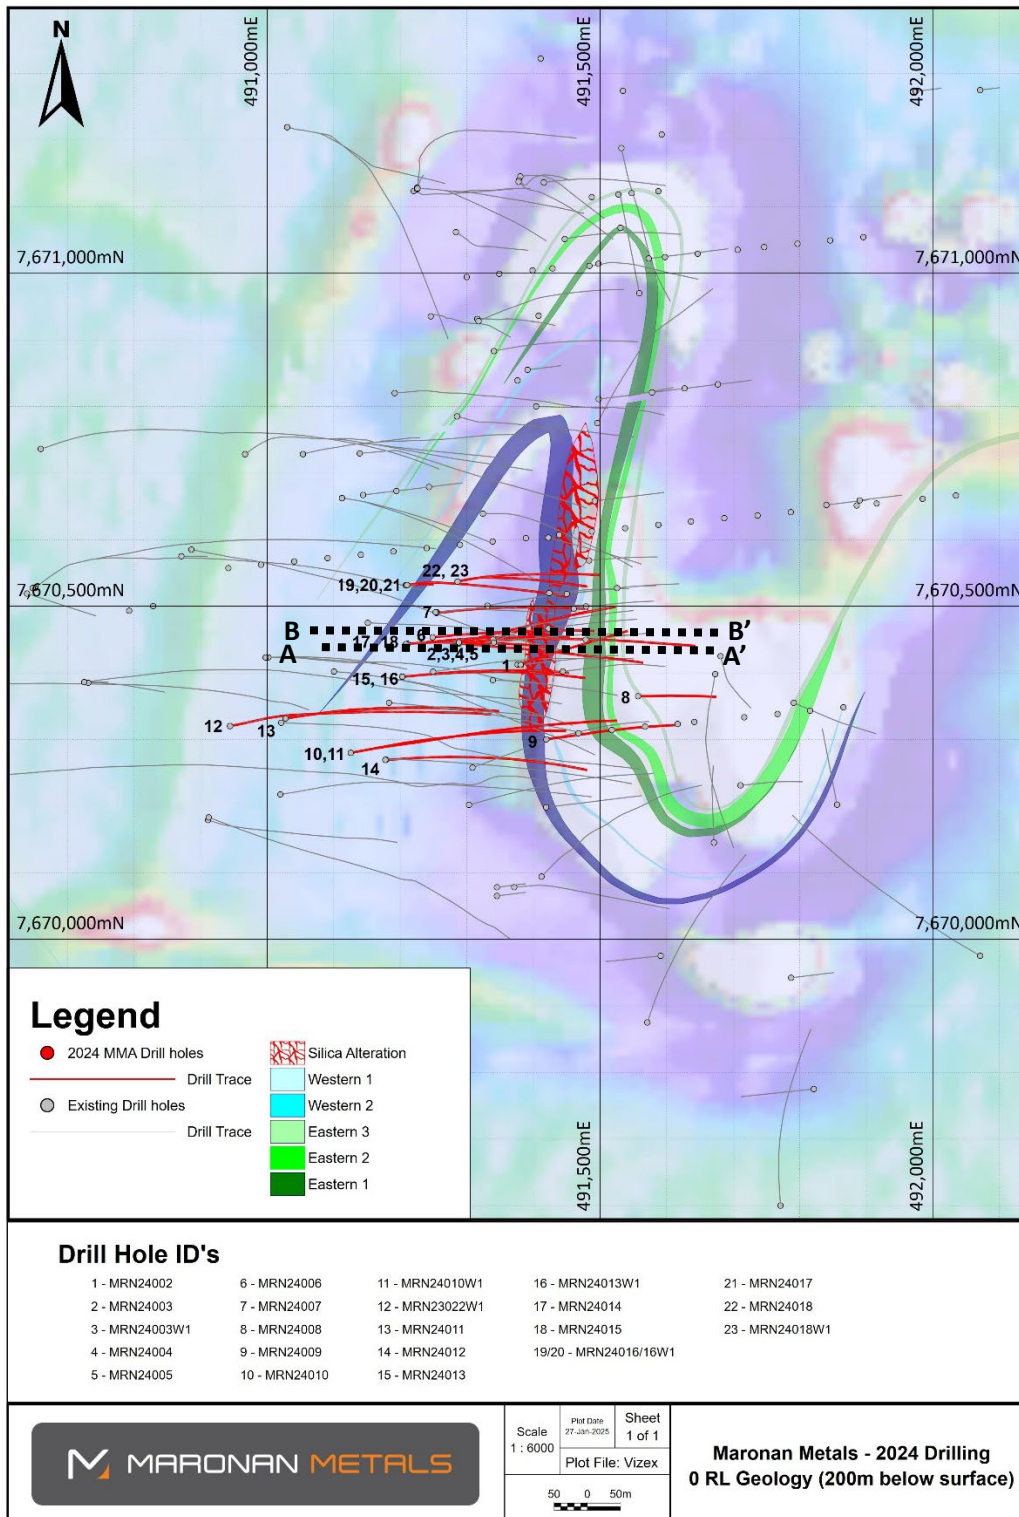 N
491,000mE
491,500mE
492,000mE
7,671,000mN
7,671,000mN
22, 23
19,20,21
7,670,500mN
7,670,500mN
7
B
B'
6
17, 18
A
A'
2,3,4,5
1
15, 16
8
12
13
9
10,11
14
7,670,000mN
7,670,000mN
491,500mE
492,000mE
Legend
2024 MMA Drill holes
Drill Trace
Existing Drill holes
Drill Trace
Silica Alteration
Western 1
Western 2
Eastern 3
Eastern 2
Eastern 1
Drill Hole ID's
1 - MRN24002
2 - MRN24003
3 - MRN24003W1
4 - MRN24004
5 - MRN24005
6 - MRN24006
7 - MRN24007
8 - MRN24008
9 - MRN24009
10 - MRN24010
11 - MRN24010W1
12 - MRN23022W1
13 - MRN24011
14 - MRN24012
15 - MRN24013
16 - MRN24013W1
17 - MRN24014
18 - MRN24015
19/20 - MRN24016/16W1
21 - MRN24017
22 - MRN24018
23 - MRN24018W1
MARONAN METALS
Scale
1 : 6000
Plot Date
27-Jan-2025
Sheet
1 of 1
Plot File: Vizex
50 0 50m
Maronan Metals - 2024 Drilling
0 RL Geology (200m below surface)